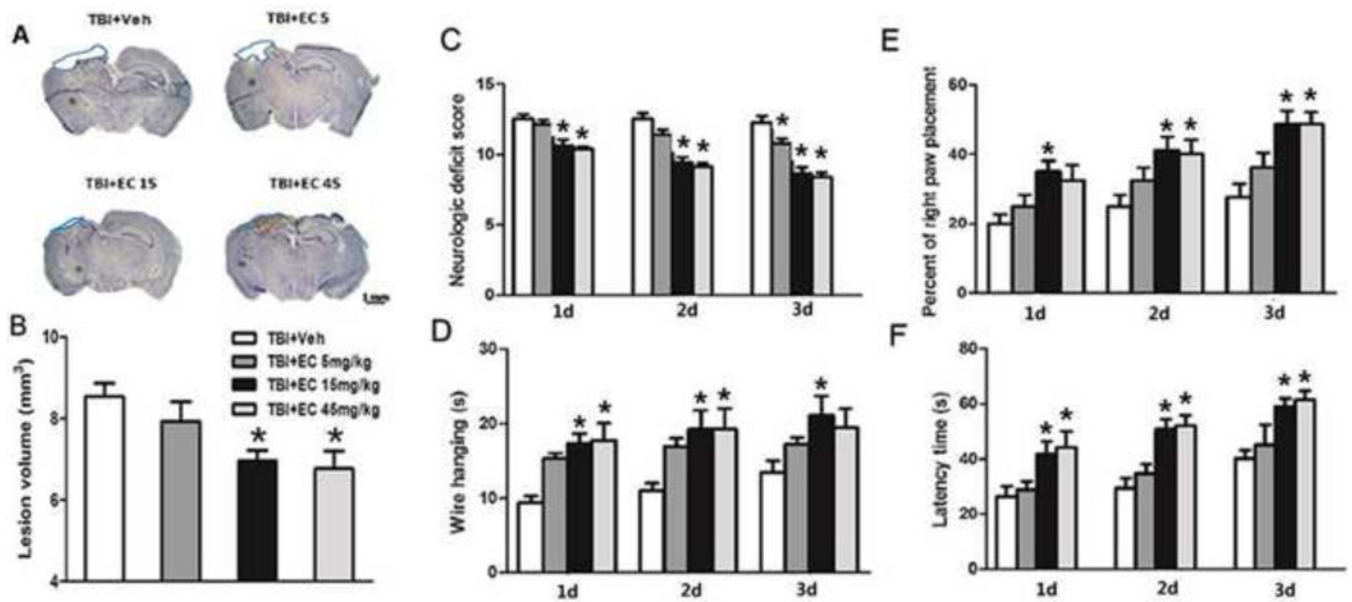 A
TBI+Veh
TBI+EC 5
TBI+EC 15
TBI+EC 45
B
Lesion volume (mm³)
10
8
6
4
TBI+Veh
TBI+EC 5mg/kg
TBI+EC 15mg/kg
TBI+EC 45mg/kg
*
*
C
Neurologic deficit score
15
10
5
0
* *
* *
* * *
1d
2d
3d
D
Wire hanging (s)
30
20
10
0
* *
* *
*
1d
2d
3d
E
Percent of right paw placement
60
40
20
0
*
* *
* *
1d
2d
3d
F
Latency time (s)
80
60
40
20
0
* *
* *
* *
1d
2d
3d